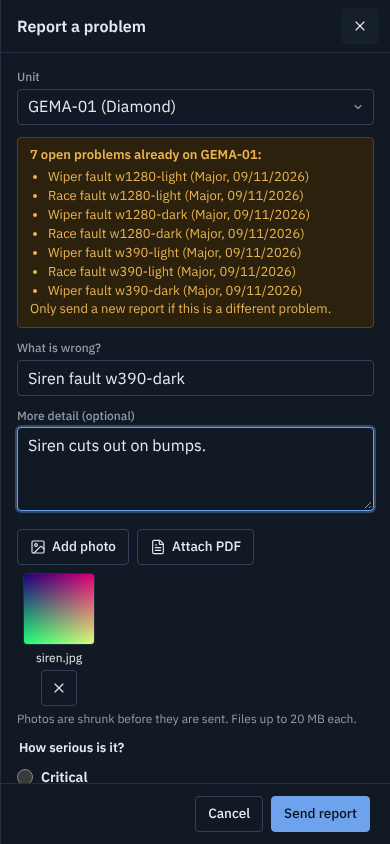 Report a problem
Unit
GEMA-01 (Diamond)
7 open problems already on GEMA-01:
• Wiper fault w1280-light (Major, 09/11/2026)
• Race fault w1280-light (Major, 09/11/2026)
• Wiper fault w1280-dark (Major, 09/11/2026)
• Race fault w1280-dark (Major, 09/11/2026)
• Wiper fault w390-light (Major, 09/11/2026)
• Race fault w390-light (Major, 09/11/2026)
• Wiper fault w390-dark (Major, 09/11/2026)
Only send a new report if this is a different problem.
What is wrong?
Siren fault w390-dark
More detail (optional)
Siren cuts out on bumps.
Add photo Attach PDF
siren.jpg
Photos are shrunk before they are sent. Files up to 20 MB each.
How serious is it?
Critical
Cancel Send report